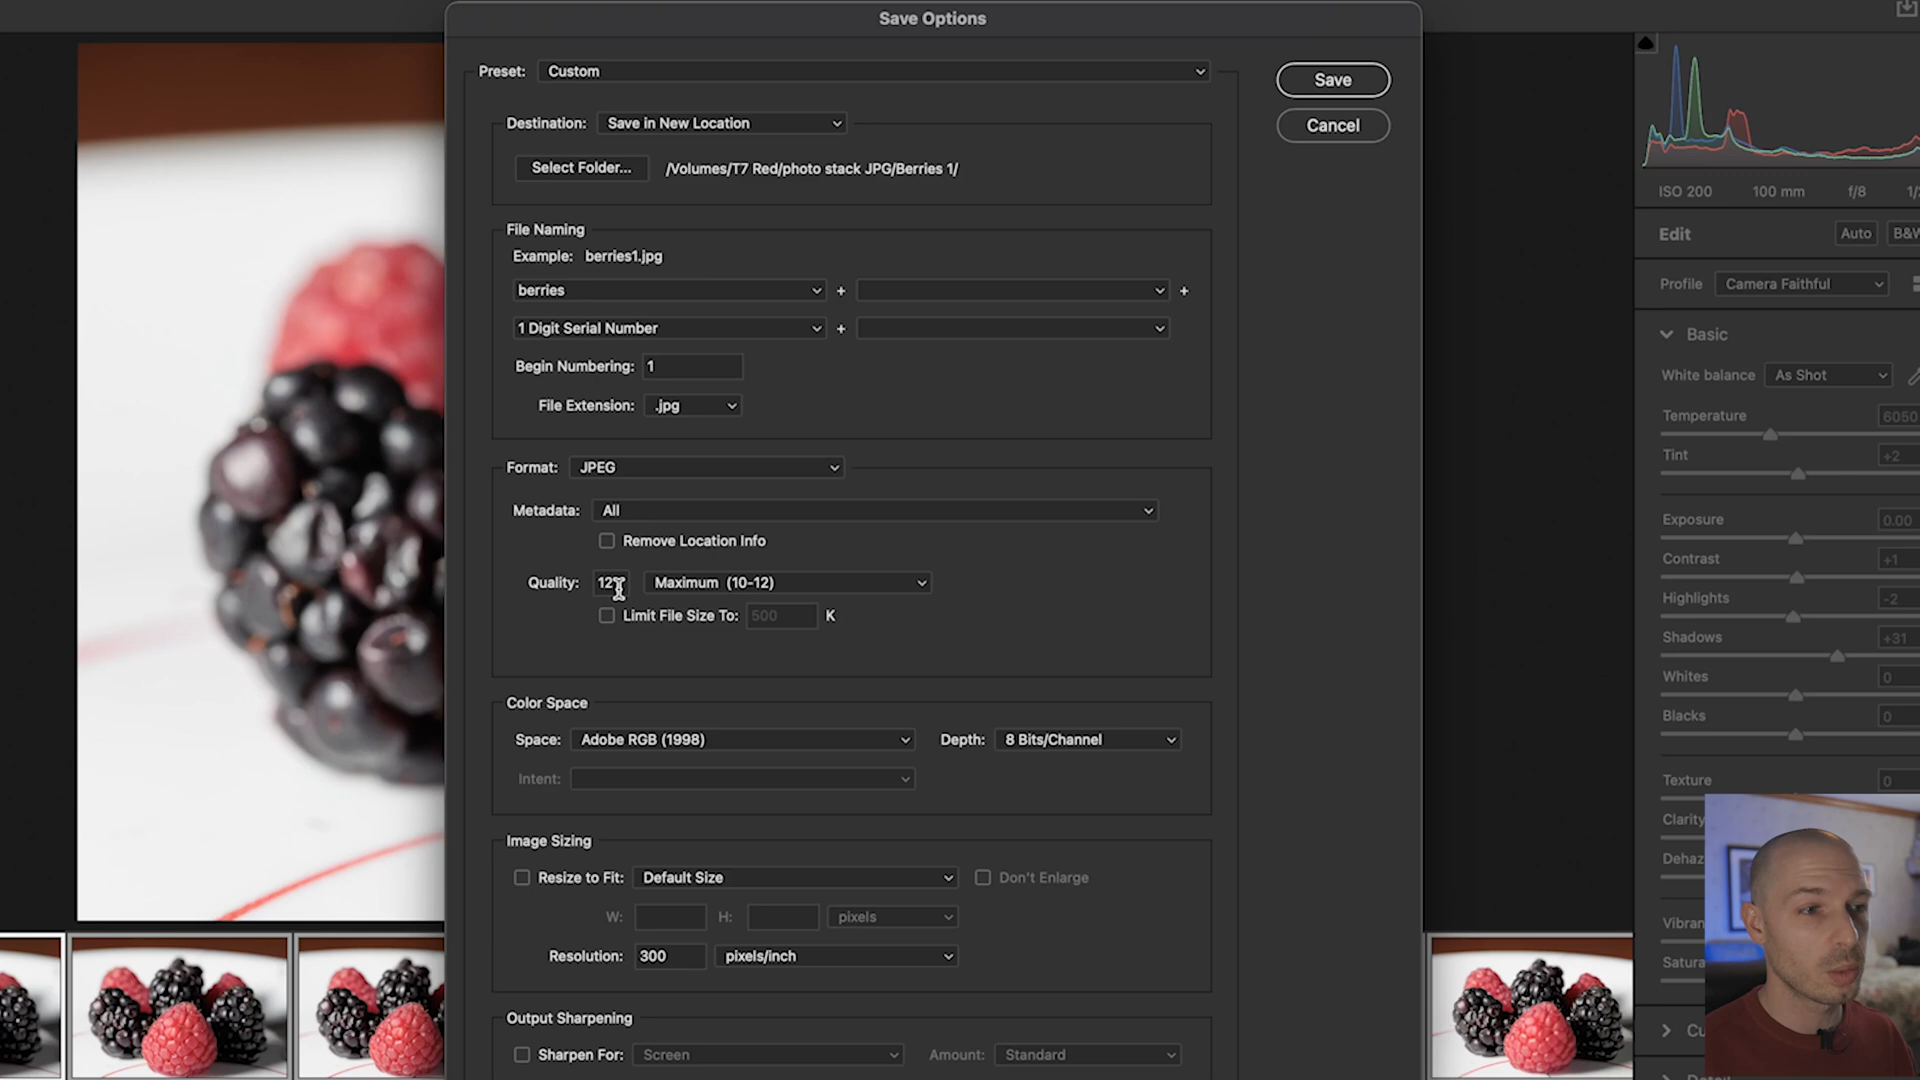 Save Options
Preset: Custom
Save
Destination: Save in New Location
Cancel
Select Folder... /Volumes/T7 Red/photo stack JPG/Berries 1/
File Naming
Example: berries1.jpg
berries + +
1 Digit Serial Number +
Begin Numbering: 1
File Extension: .jpg
Format: JPEG
Metadata: All
Remove Location Info
Quality: 12 Maximum (10-12)
Limit File Size To: 500 K
Color Space
Space: Adobe RGB (1998) Depth: 8 Bits/Channel
Intent:
Image Sizing
Resize to Fit: Default Size Don't Enlarge
W: H: pixels
Resolution: 300 pixels/inch
Output Sharpening
Sharpen For: Screen Amount: Standard
ISO 200 100 mm f/8 1/
Edit Auto B&W
Profile Camera Faithful
Basic
White balance As Shot
Temperature 6050
Tint +2
Exposure 0.00
Contrast +1
Highlights -2
Shadows +31
Whites 0
Blacks 0
Texture 0
Clarity
Dehaz
Vibran
Satura
Cu